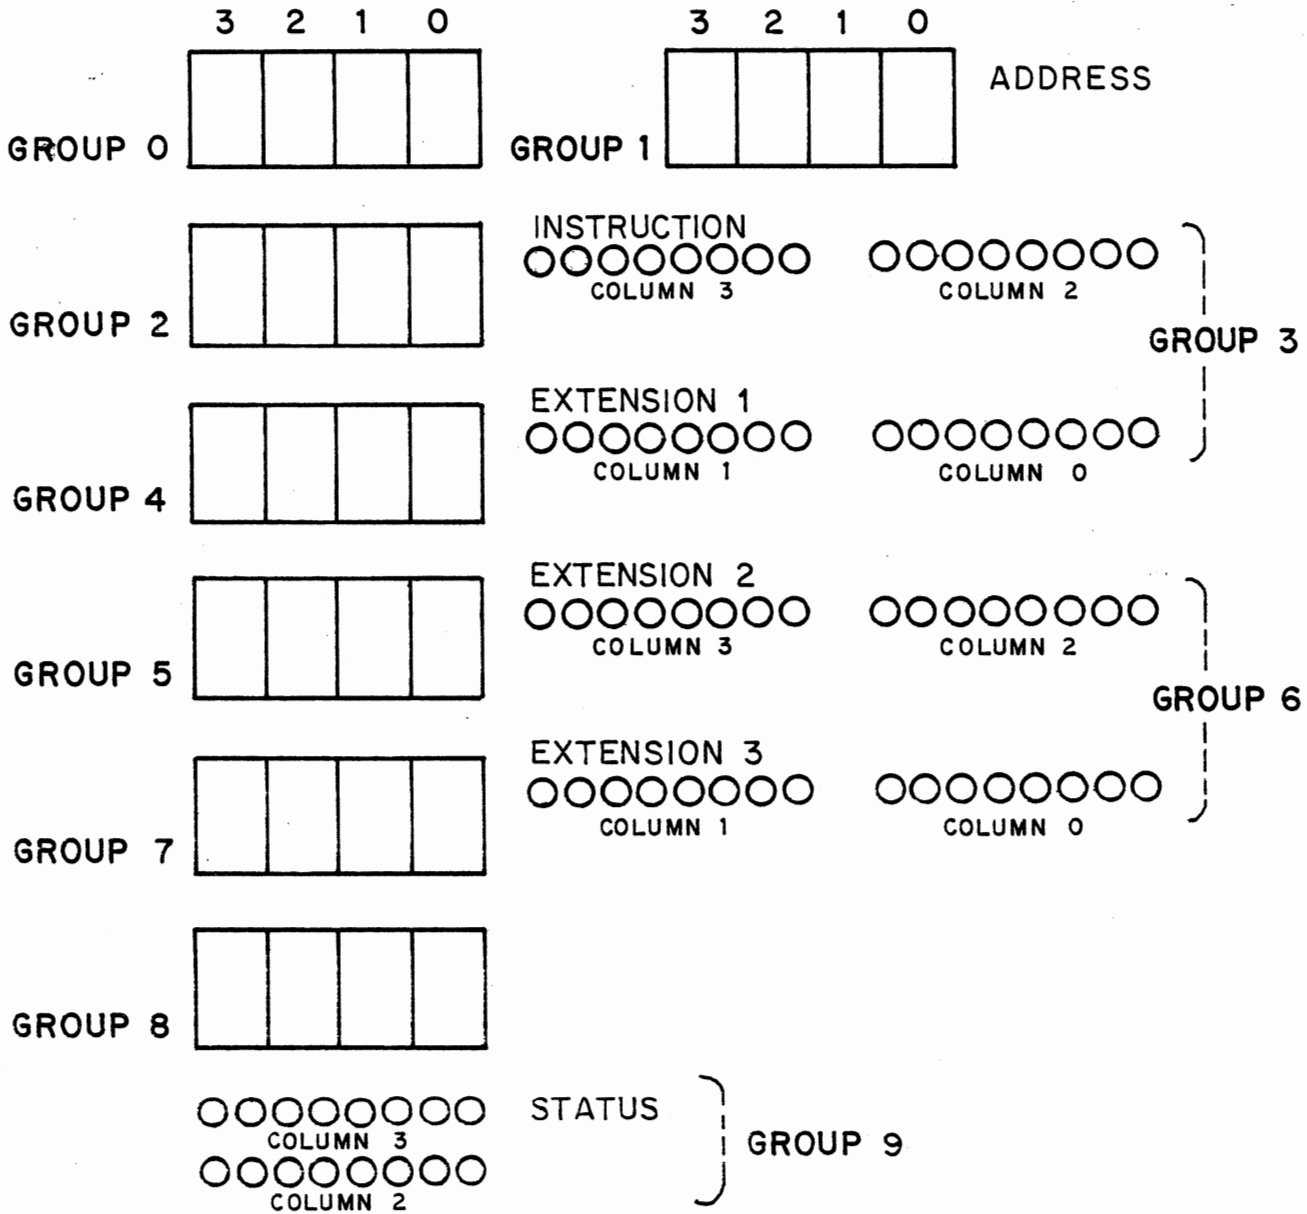 3 2 1 0 3 2 1 0
ADDRESS
GROUP 0 GROUP 1
INSTRUCTION
COLUMN 3 COLUMN 2
GROUP 2
GROUP 3
EXTENSION 1
COLUMN 1 COLUMN 0
GROUP 4
EXTENSION 2
COLUMN 3 COLUMN 2
GROUP 5
GROUP 6
EXTENSION 3
COLUMN 1 COLUMN 0
GROUP 7
GROUP 8
STATUS
COLUMN 3
GROUP 9
COLUMN 2